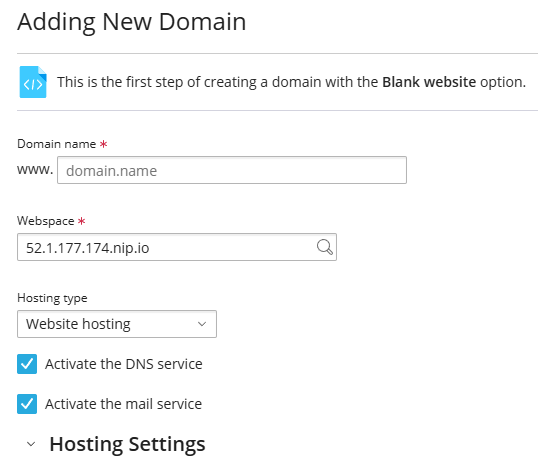 Adding New Domain
This is the first step of creating a domain with the Blank website option.
Domain name *
www. domain.name
Webspace *
52.1.177.174.nip.io
Hosting type
Website hosting
Activate the DNS service
Activate the mail service
Hosting Settings